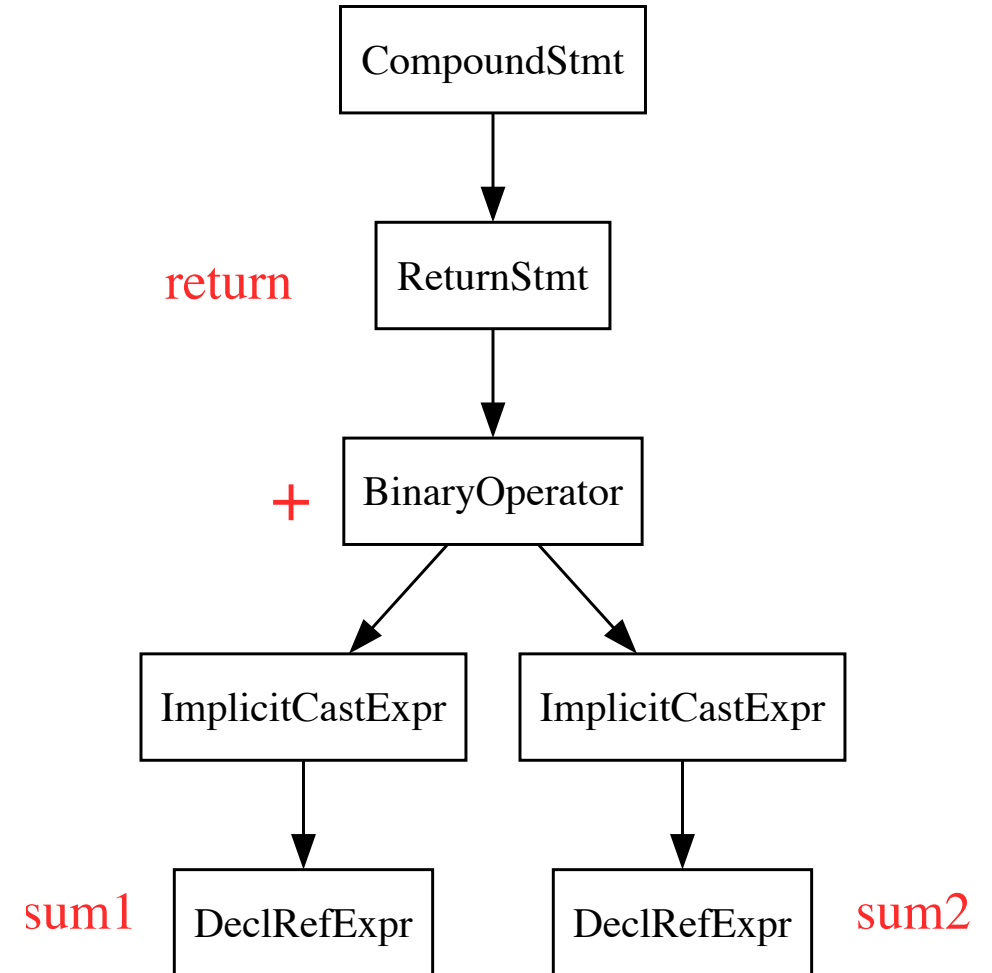 CompoundStmt
return
ReturnStmt
+
BinaryOperator
ImplicitCastExpr
ImplicitCastExpr
sum1
DeclRefExpr
DeclRefExpr
sum2